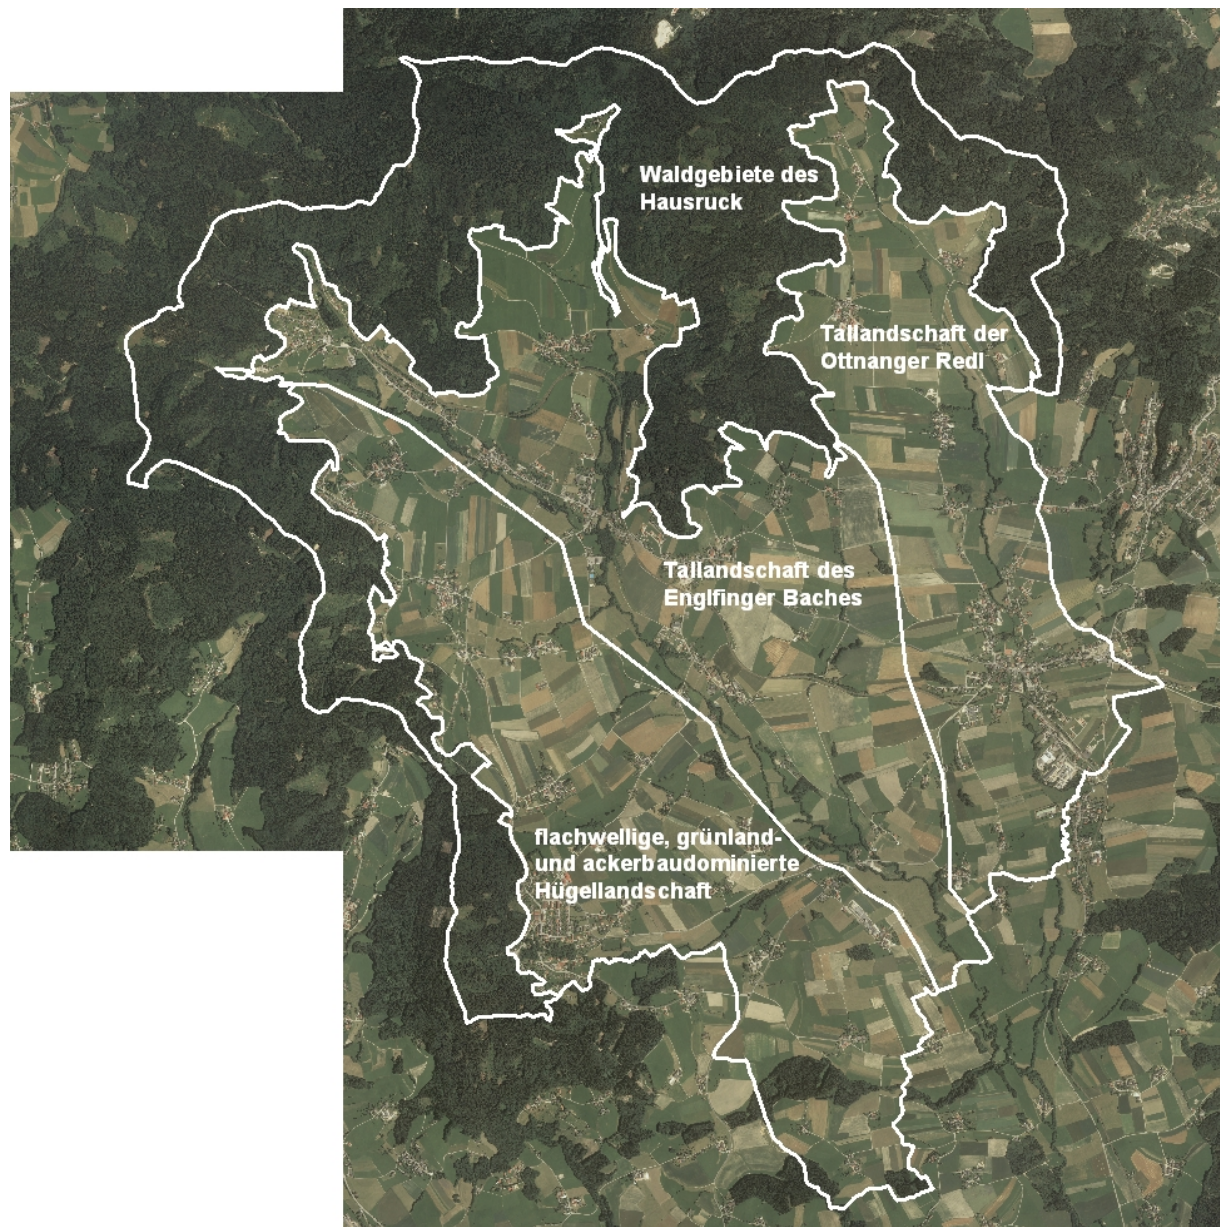 Waldgebiete des
Hausruck
Tallandschaft der
Ottnanger Redl
Tallandschaft des
Englfinger Baches
flachwellige, grünland-
und ackerbaudominierte
Hügellandschaft